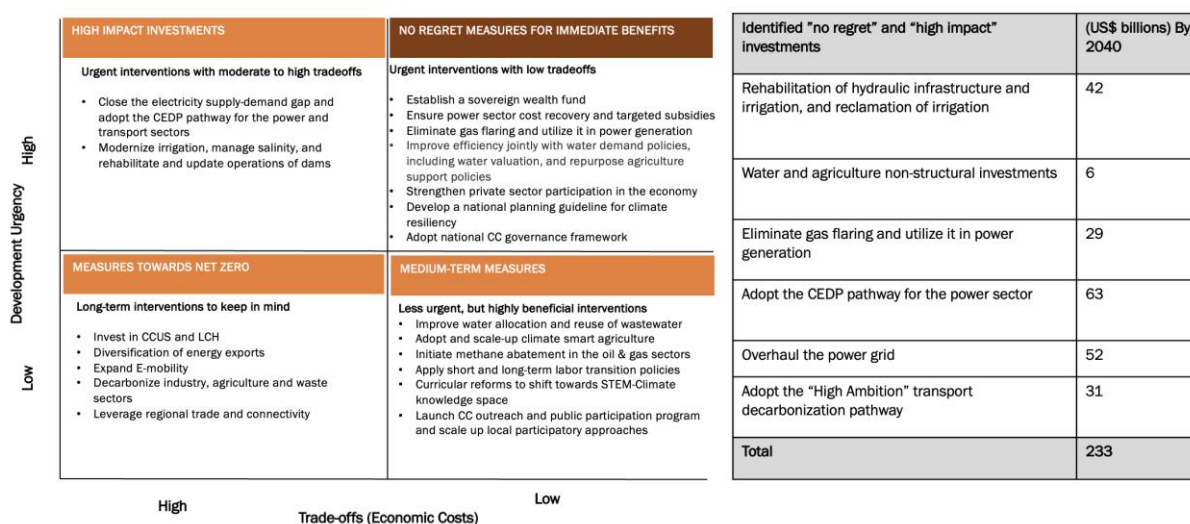 HIGH IMPACT INVESTMENTS
Urgent interventions with moderate to high tradeoffs
• Close the electricity supply-demand gap and
adopt the CEDP pathway for the power and
transport sectors
• Modernize irrigation, manage salinity, and
rehabilitate and update operations of dams
NO REGRET MEASURES FOR IMMEDIATE BENEFITS
Urgent interventions with low tradeoffs
• Establish a sovereign wealth fund
• Ensure power sector cost recovery and targeted subsidies
• Eliminate gas flaring and utilize it in power generation
• Improve efficiency jointly with water demand policies,
including water valuation, and repurpose agriculture
support policies
• Strengthen private sector participation in the economy
• Develop a national planning guideline for climate
resiliency
• Adopt national CC governance framework
MEASURES TOWARDS NET ZERO
Long-term interventions to keep in mind
• Invest in CCUS and LCH
• Diversification of energy exports
• Expand E-mobility
• Decarbonize industry, agriculture and waste
sectors
• Leverage regional trade and connectivity
MEDIUM-TERM MEASURES
Less urgent, but highly beneficial interventions
• Improve water allocation and reuse of wastewater
• Adopt and scale-up climate smart agriculture
• Initiate methane abatement in the oil & gas sectors
• Apply short and long-term labor transition policies
• Curricular reforms to shift towards STEM-Climate
knowledge space
• Launch CC outreach and public participation program
and scale up local participatory approaches
High
Development Urgency
Low
High
Low
Trade-offs (Economic Costs)
Identified ”no regret” and “high impact”
investments
(US$ billions) By
2040
Rehabilitation of hydraulic infrastructure and
irrigation, and reclamation of irrigation
42
Water and agriculture non-structural investments
6
Eliminate gas flaring and utilize it in power
generation
29
Adopt the CEDP pathway for the power sector
63
Overhaul the power grid
52
Adopt the “High Ambition” transport
decarbonization pathway
31
Total
233